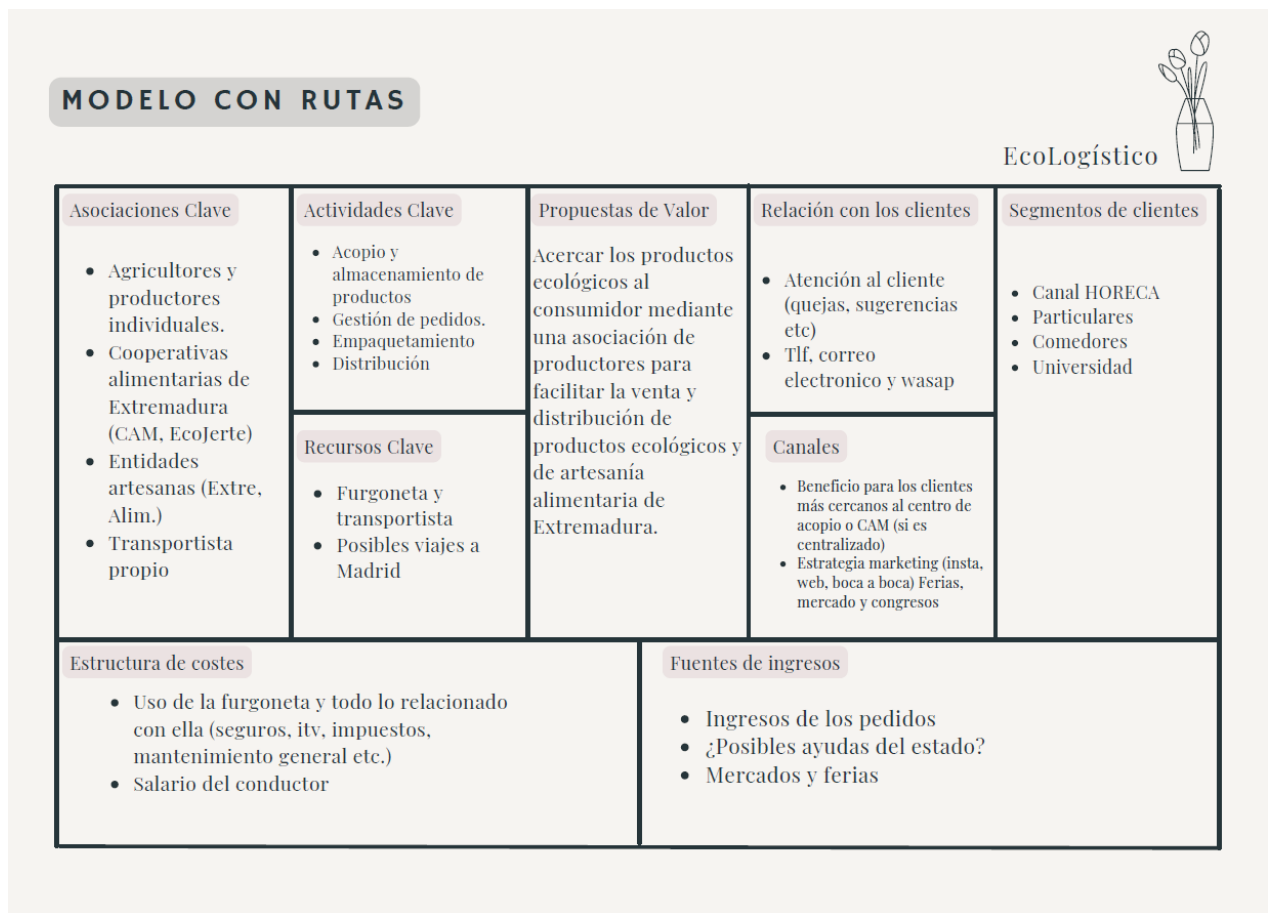 MODELO CON RUTAS
EcoLogístico
Asociaciones Clave
• Agricultores y
productores
individuales.
• Cooperativas
alimentarias de
Extremadura
(CAM, EcoJerte)
• Entidades
artesanas (Extre,
Alim.)
• Transportista
propio
Actividades Clave
• Acopio y
almacenamiento de
productos
• Gestión de pedidos.
• Empaquetamiento
• Distribución
Recursos Clave
• Furgoneta y
transportista
• Posibles viajes a
Madrid
Propuestas de Valor
Acercar los productos
ecológicos al
consumidor mediante
una asociación de
productores para
facilitar la venta y
distribución de
productos ecológicos y
de artesanía
alimentaria de
Extremadura.
Relación con los clientes
• Atención al cliente
(quejas, sugerencias
etc)
• Tlf, correo
electronico y wasap
Canales
• Beneficio para los clientes
más cercanos al centro de
acopio o CAM (si es
centralizado)
• Estrategia marketing (insta,
web, boca a boca) Ferias,
mercado y congresos
Segmentos de clientes
• Canal HORECA
• Particulares
• Comedores
• Universidad
Estructura de costes
• Uso de la furgoneta y todo lo relacionado
con ella (seguros, itv, impuestos,
mantenimiento general etc.)
• Salario del conductor
Fuentes de ingresos
• Ingresos de los pedidos
• ¿Posibles ayudas del estado?
• Mercados y ferias